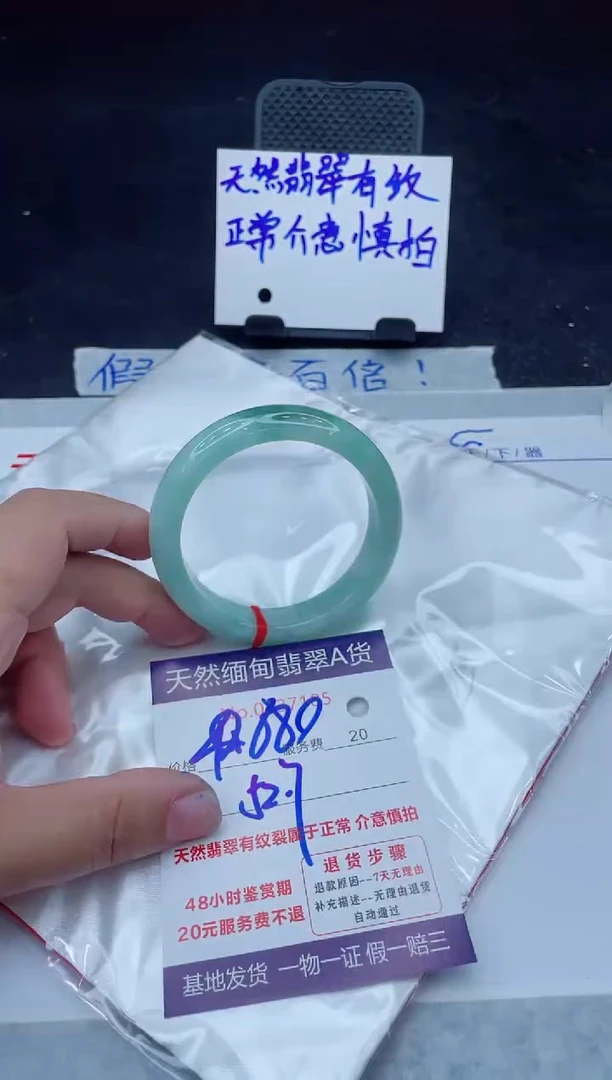 天然翡翠有纹
正常介意慎拍
假 百倍！
天然缅甸翡翠A货
价格 服务费 20
52.7
天然翡翠有纹裂属于正常 介意慎拍
48小时鉴赏期
20元服务费不退
退货步骤
退款原因--7天无理由
补充描述--无理由退货
自动通过
基地发货 一物一证 假一赔三